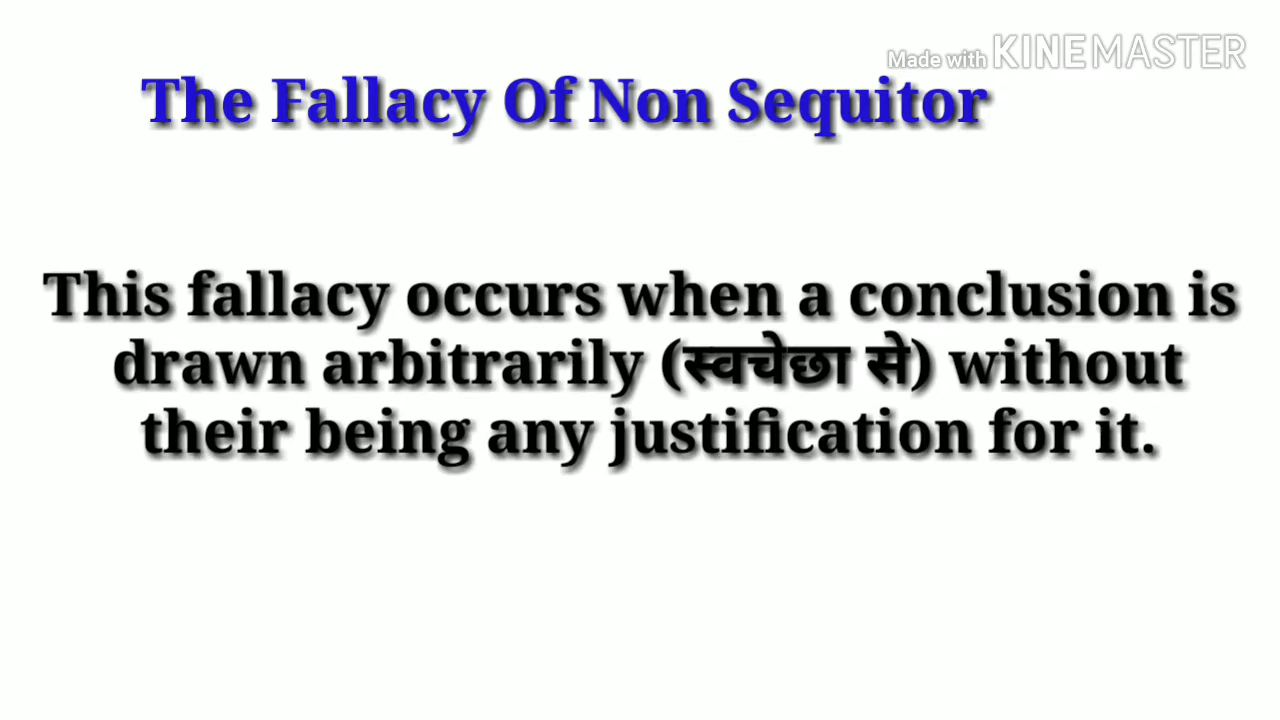 Made with KINEMASTER
The Fallacy Of Non Sequitor
This fallacy occurs when a conclusion is
drawn arbitrarily (स्वचेछा से) without
their being any justification for it.